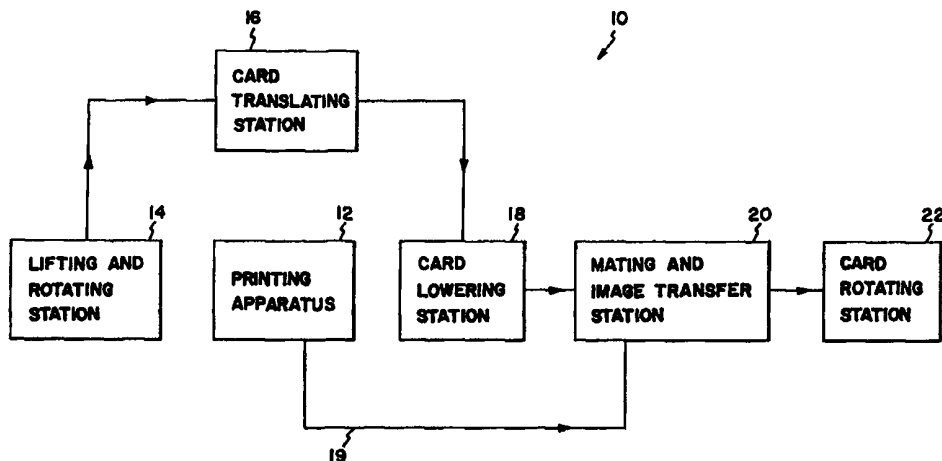 16
10
CARD
TRANSLATING
STATION
14
12
18
20
22
LIFTING AND
ROTATING
STATION
PRINTING
APPARATUS
CARD
LOWERING
STATION
MATING AND
IMAGE TRANSFER
STATION
CARD
ROTATING
STATION
19